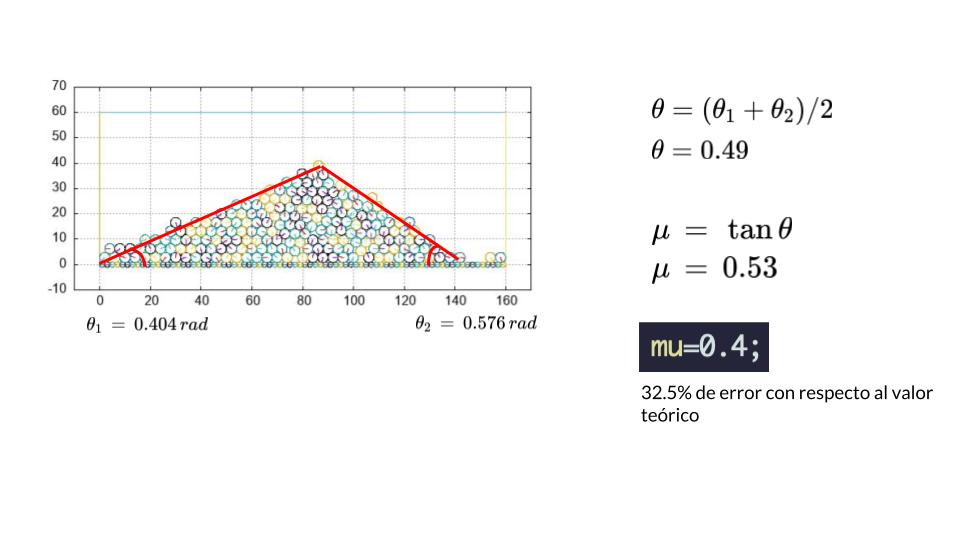 70
60
50
40
30
20
10
0
-10
0 20 40 60 80 100 120 140 160
θ₁ = 0.404 rad
θ₂ = 0.576 rad
θ = (θ₁ + θ₂)/2
θ = 0.49
μ = tan θ
μ = 0.53
mu=0.4;
32.5% de error con respecto al valor
teórico